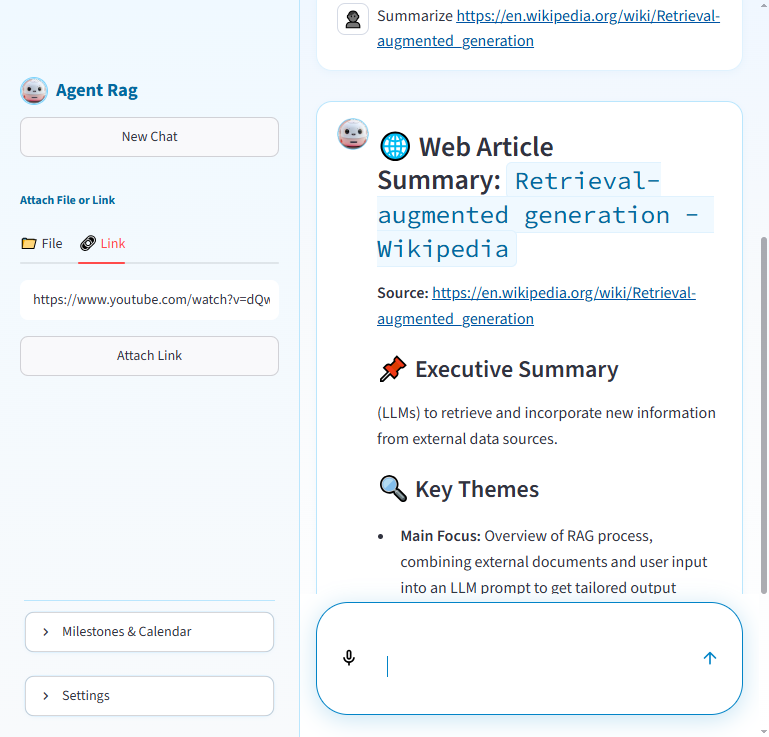 Agent Rag
New Chat
Attach File or Link
File
Link
https://www.youtube.com/watch?v=dQw
Attach Link
Milestones & Calendar
Settings
Summarize https://en.wikipedia.org/wiki/Retrieval-
augmented_generation
Web Article
Summary: Retrieval-
augmented generation -
Wikipedia
Source: https://en.wikipedia.org/wiki/Retrieval-
augmented_generation
Executive Summary
(LLMs) to retrieve and incorporate new information
from external data sources.
Key Themes
• Main Focus: Overview of RAG process,
combining external documents and user input
into an LLM prompt to get tailored output